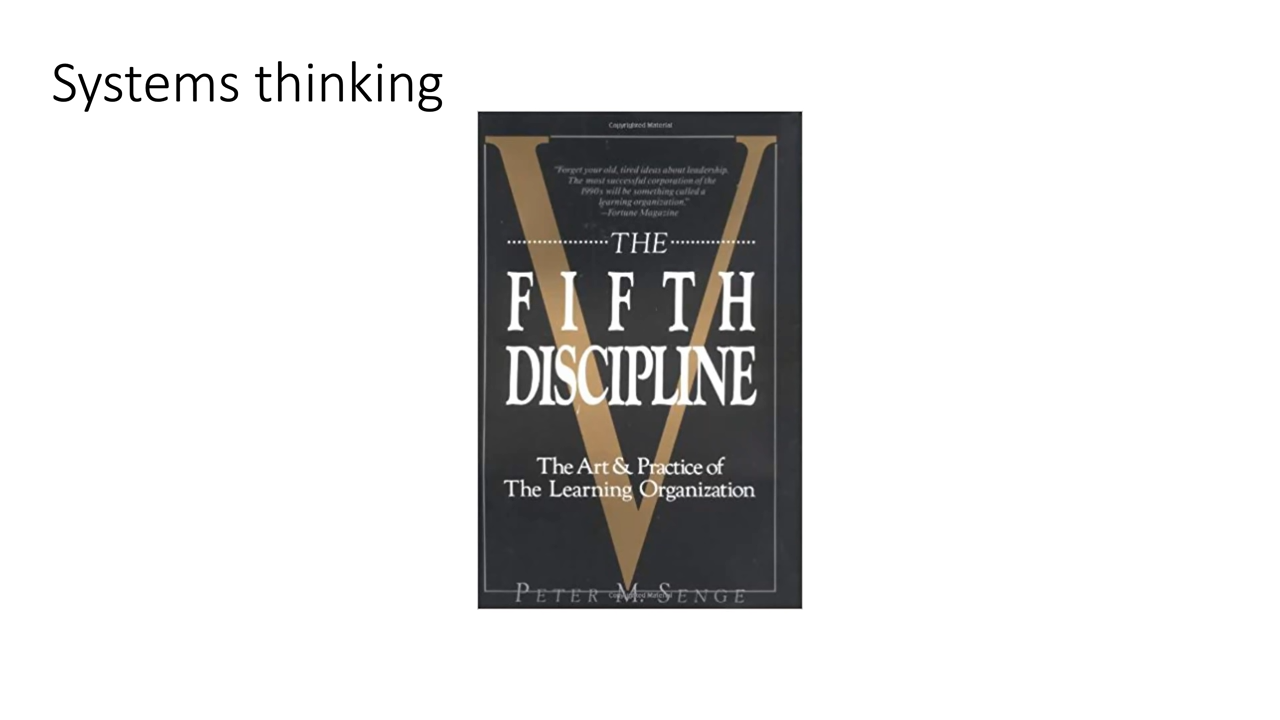 Systems thinking
Copyrighted Material
"Forget your old, tired ideas about leadership.
The most successful corporation of the
1990s will be something called a
learning organization."
—Fortune Magazine
THE
FIFTH
DISCIPLINE
The Art & Practice of
The Learning Organization
PETER M. SENGE
Copyrighted Material